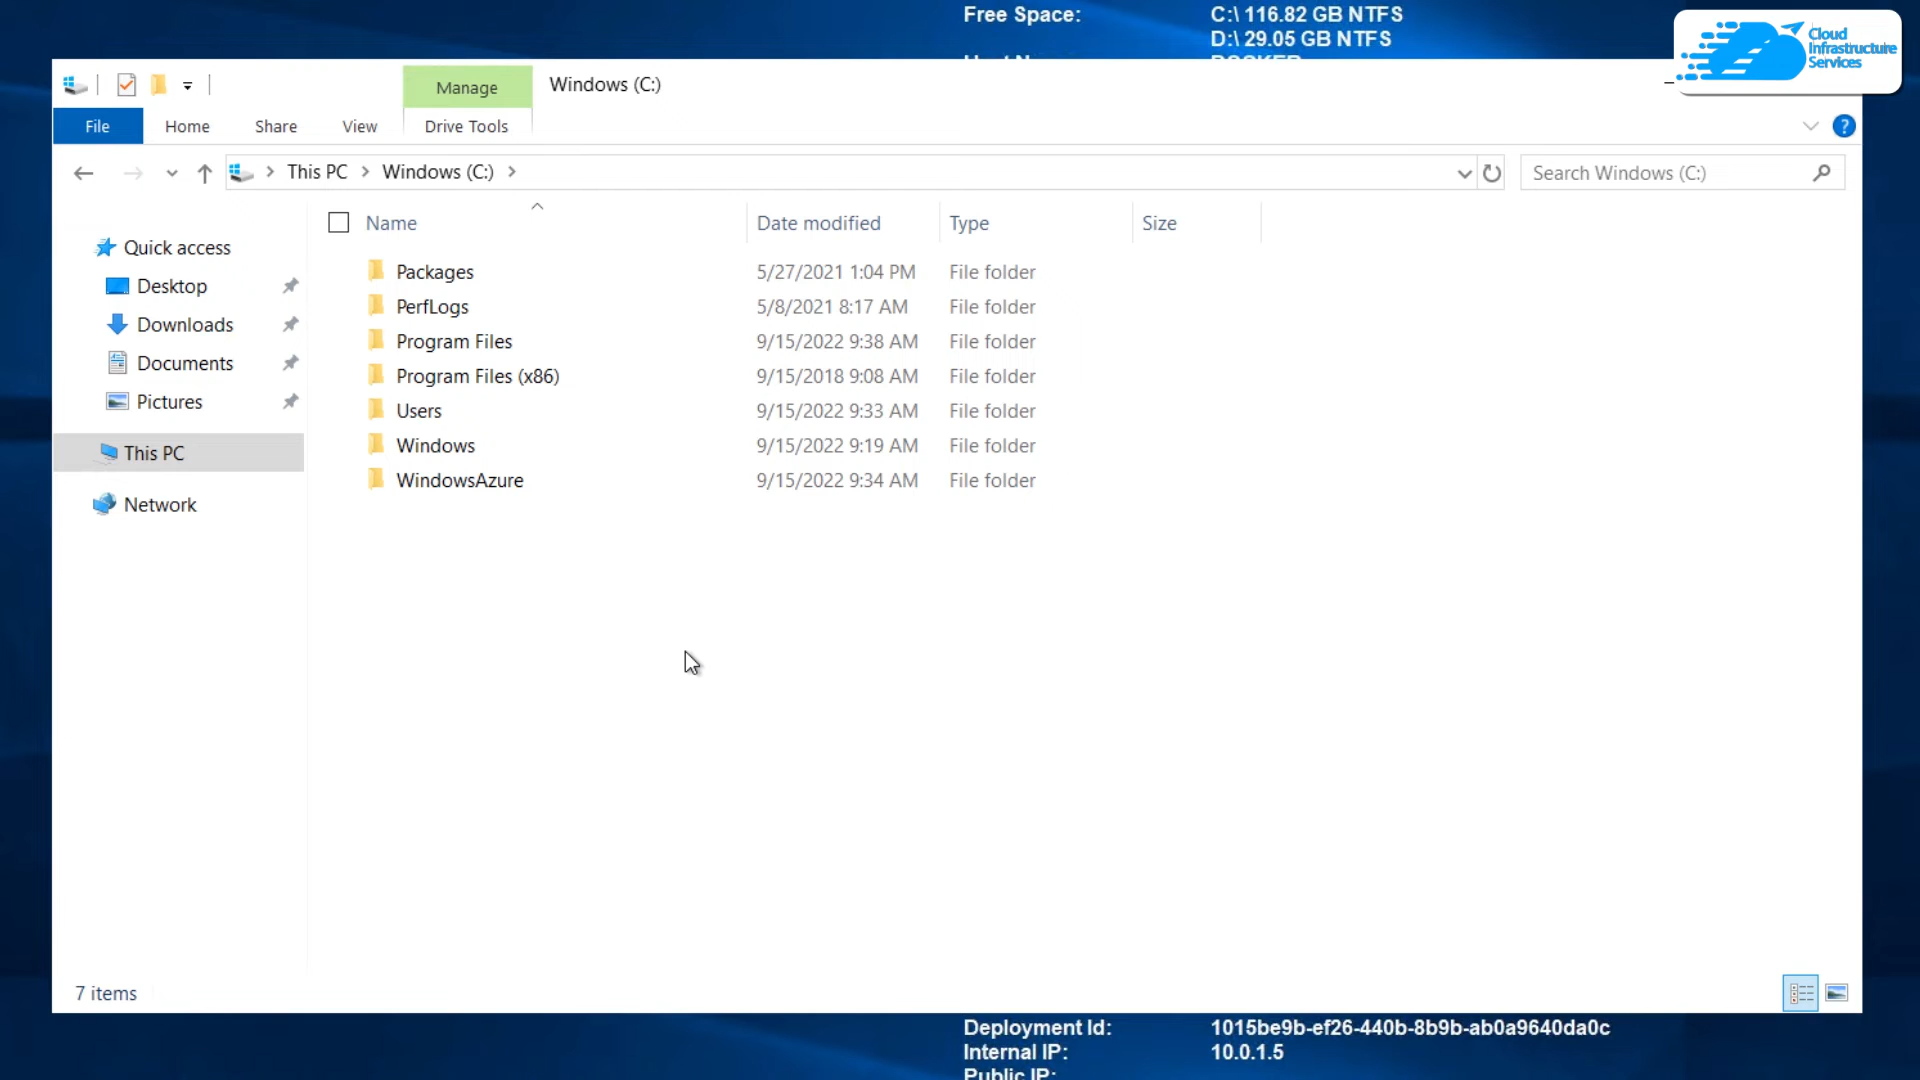 Free Space: C:\ 116.82 GB NTFS
D:\ 29.05 GB NTFS
Cloud
Infrastructure
Services
Manage Windows (C:)
File Home Share View Drive Tools
This PC Windows (C:)
Search Windows (C:)
Name Date modified Type Size
Quick access
Desktop
Downloads
Documents
Pictures
This PC
Network
Packages 5/27/2021 1:04 PM File folder
PerfLogs 5/8/2021 8:17 AM File folder
Program Files 9/15/2022 9:38 AM File folder
Program Files (x86) 9/15/2018 9:08 AM File folder
Users 9/15/2022 9:33 AM File folder
Windows 9/15/2022 9:19 AM File folder
WindowsAzure 9/15/2022 9:34 AM File folder
7 items
Deployment Id: 1015be9b-ef26-440b-8b9b-ab0a9640da0c
Internal IP: 10.0.1.5
Public IP: